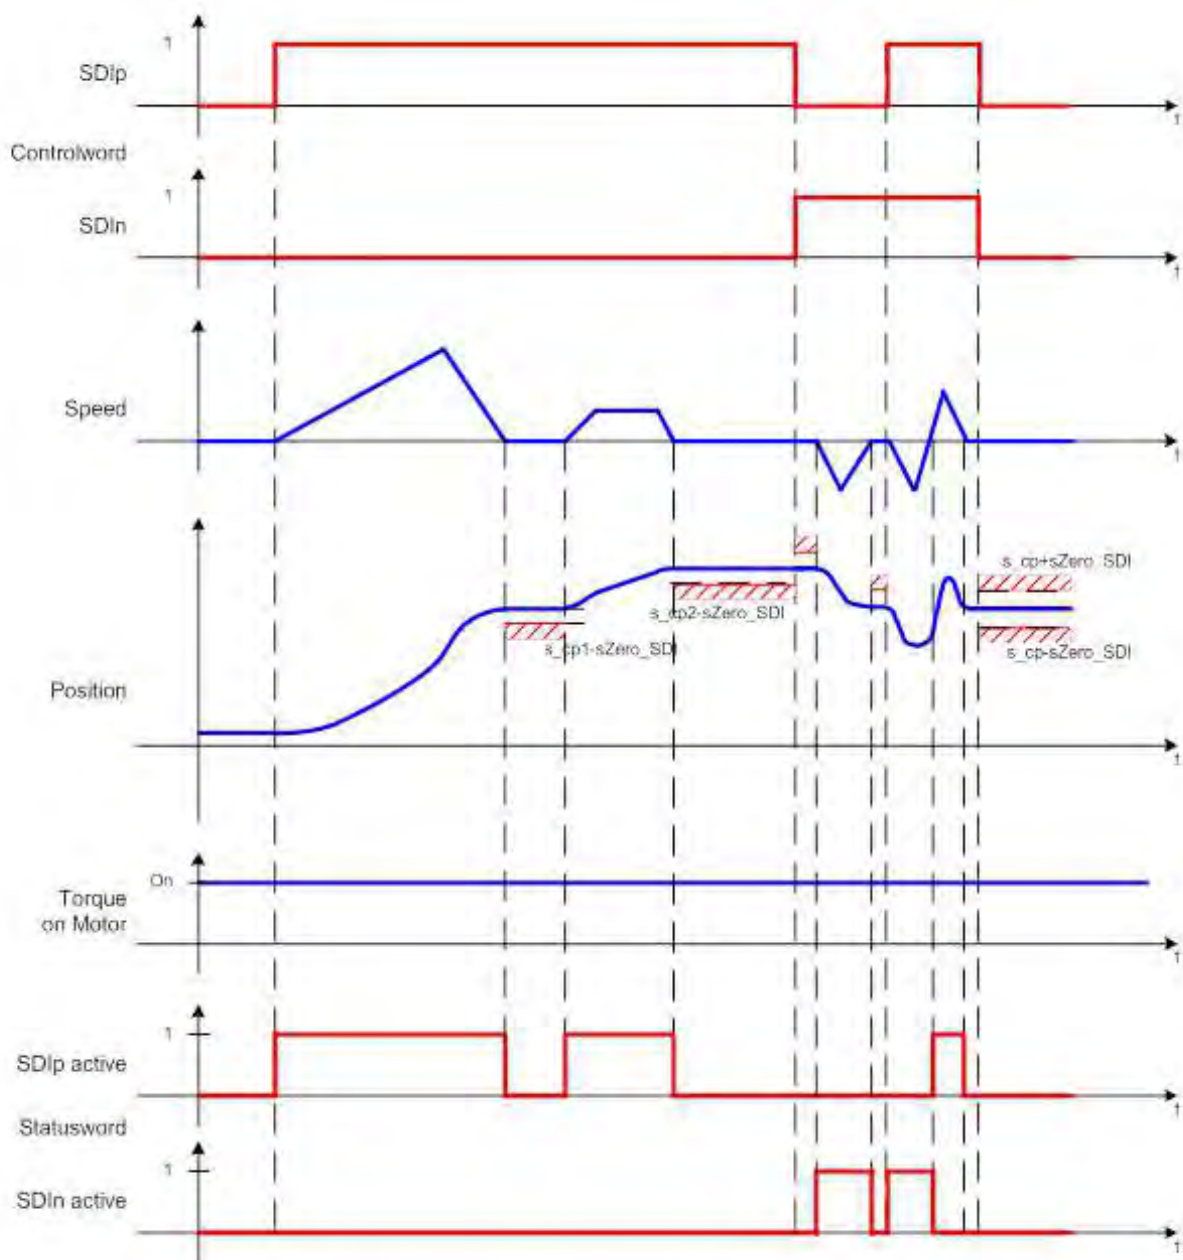 1
SDIp
t
Controlword
1
SDIn
t
Speed
t
s_cp+sZero_SDI
s_cp2-sZero_SDI
s_cp1-sZero_SDI
s_cp-sZero_SDI
Position
t
On
Torque
on Motor
t
1
SDIp active
t
Statusword
1
SDIn active
t